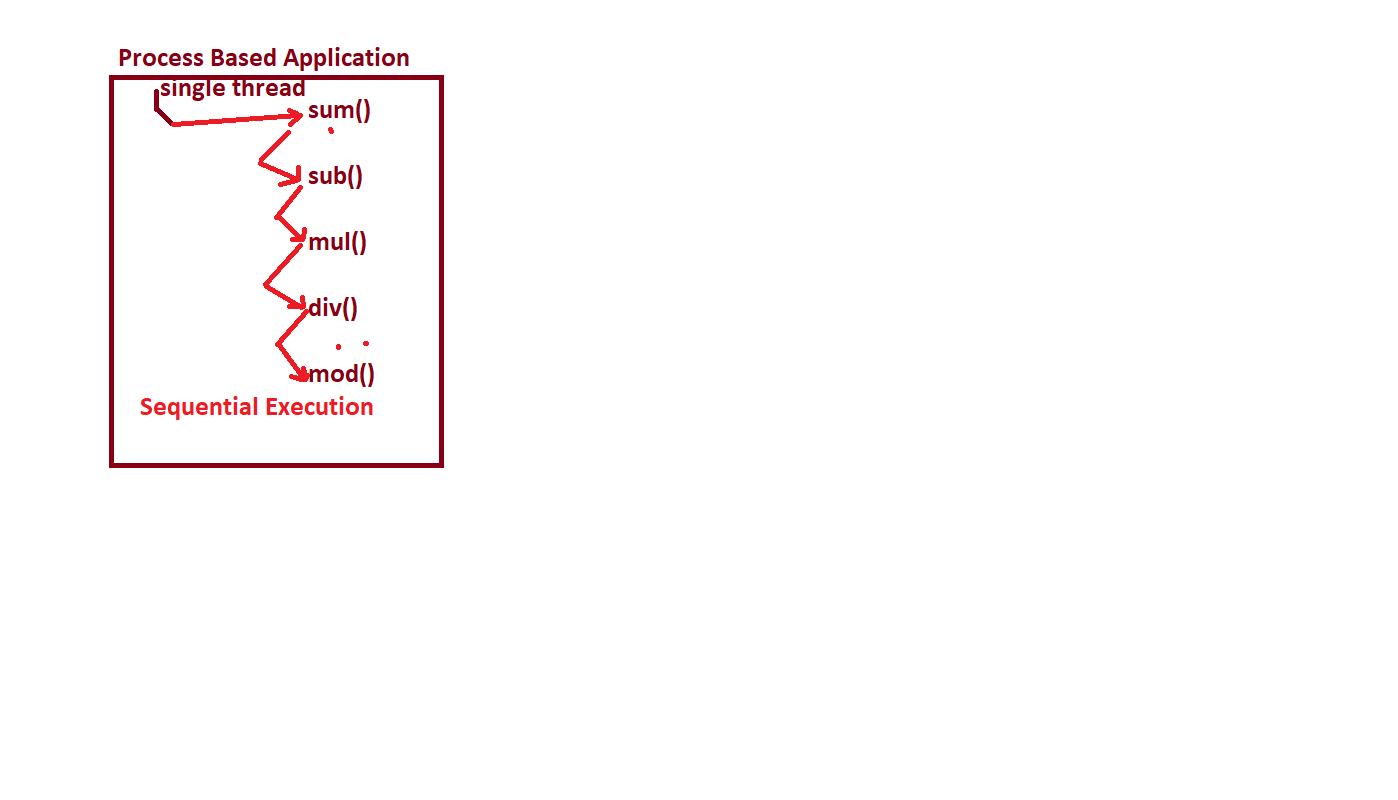 Process Based Application
single thread
sum()
sub()
mul()
div()
mod()
Sequential Execution